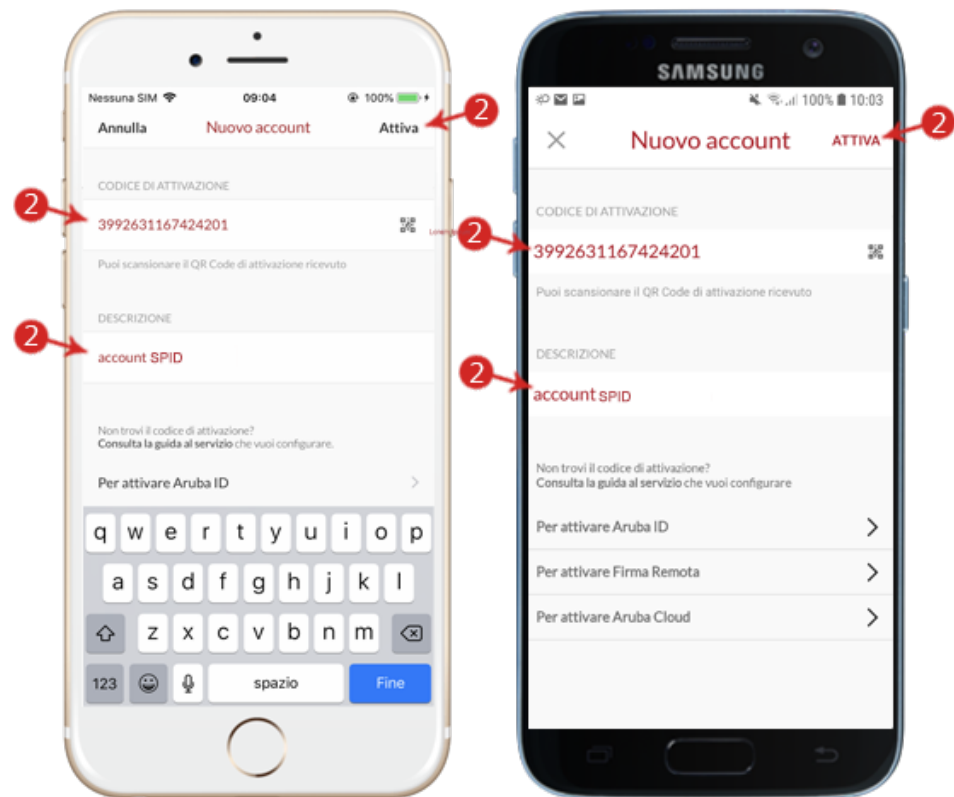 Nessuna SIM 09:04 100%
Annulla Nuovo account Attiva
2
CODICE DI ATTIVAZIONE
2
3992631167424201
Puoi scansionare il QR Code di attivazione ricevuto
DESCRIZIONE
2
account SPID
Non trovi il codice di attivazione?
Consulta la guida al servizio che vuoi configurare.
Per attivare Aruba ID
q w e r t y u i o p
a s d f g h j k l
z x c v b n m
123 spazio Fine
SAMSUNG
100% 10:03
Nuovo account ATTIVA
2
CODICE DI ATTIVAZIONE
2
3992631167424201
Puoi scansionare il QR Code di attivazione ricevuto
DESCRIZIONE
2
account SPID
Non trovi il codice di attivazione?
Consulta la guida al servizio che vuoi configurare
Per attivare Aruba ID
Per attivare Firma Remota
Per attivare Aruba Cloud